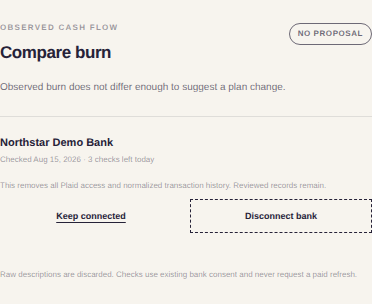 OBSERVED CASH FLOW
NO PROPOSAL
Compare burn
Observed burn does not differ enough to suggest a plan change.
Northstar Demo Bank
Checked Aug 15, 2026 · 3 checks left today
This removes all Plaid access and normalized transaction history. Reviewed records remain.
Keep connected
Disconnect bank
Raw descriptions are discarded. Checks use existing bank consent and never request a paid refresh.